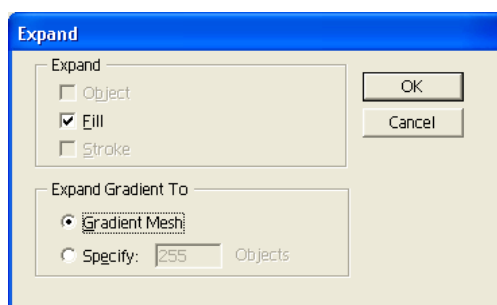 Expand
Expand
Object
OK
Fill
Cancel
Stroke
Expand Gradient To
Gradient Mesh
Specify: 255 Objects